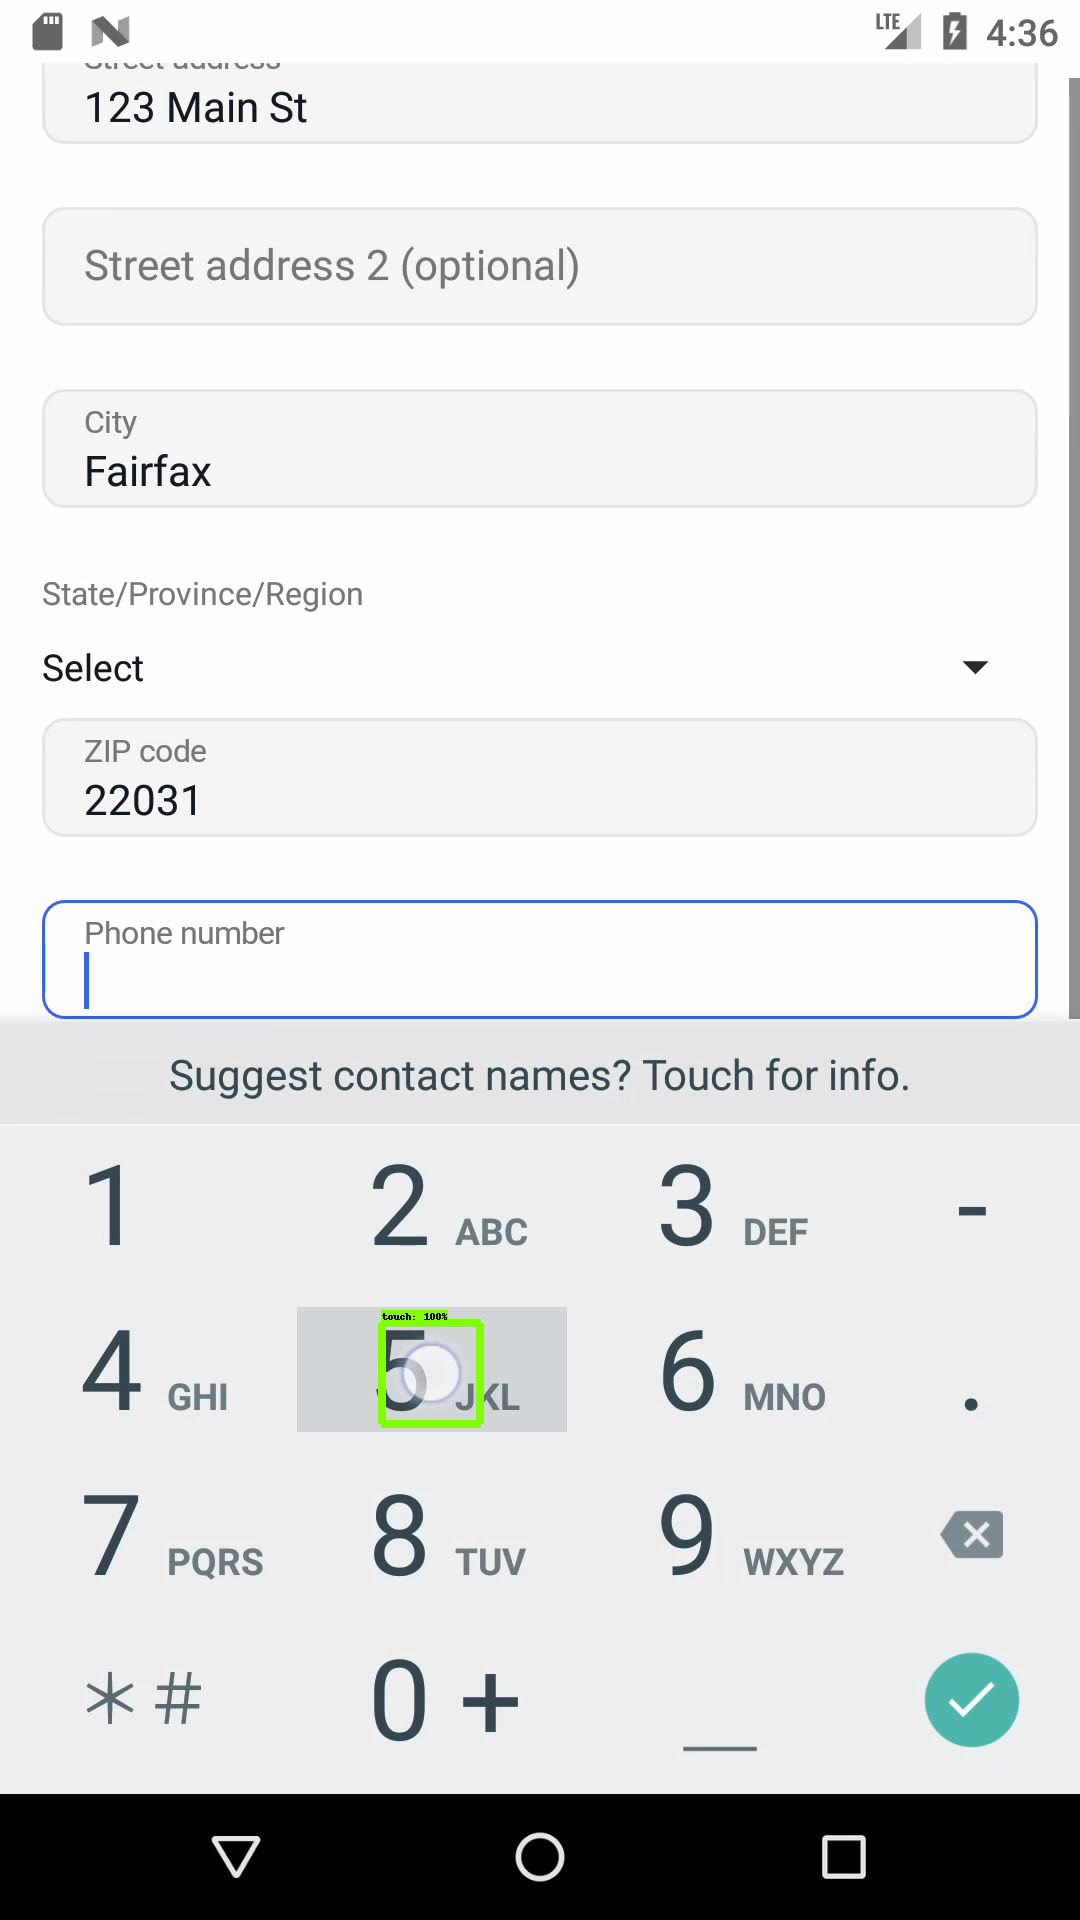 LTE 4:36
Street address
123 Main St
Street address 2 (optional)
City
Fairfax
State/Province/Region
Select
ZIP code
22031
Phone number
Suggest contact names? Touch for info.
1 2 ABC 3 DEF -
touch: 100%
4 GHI 5 JKL 6 MNO .
7 PQRS 8 TUV 9 WXYZ
* # 0 + _